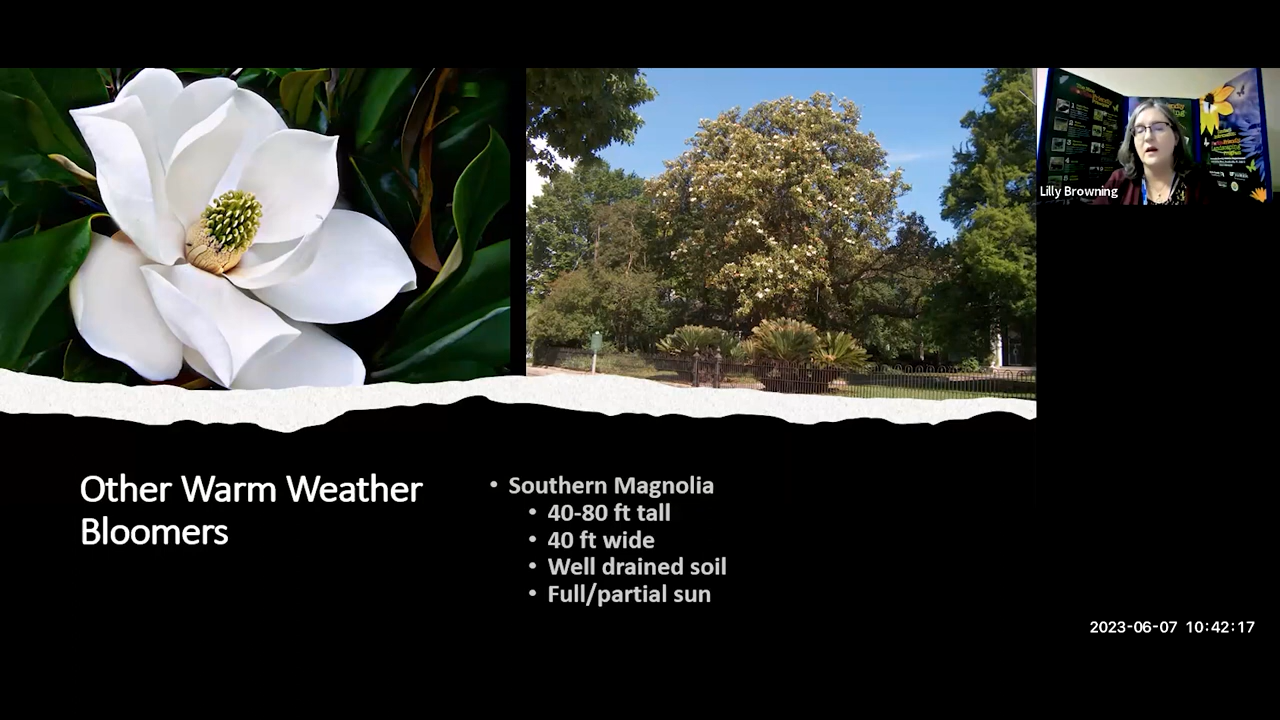 Lilly Browning
Other Warm Weather
Bloomers
• Southern Magnolia
• 40-80 ft tall
• 40 ft wide
• Well drained soil
• Full/partial sun
2023-06-07 10:42:17